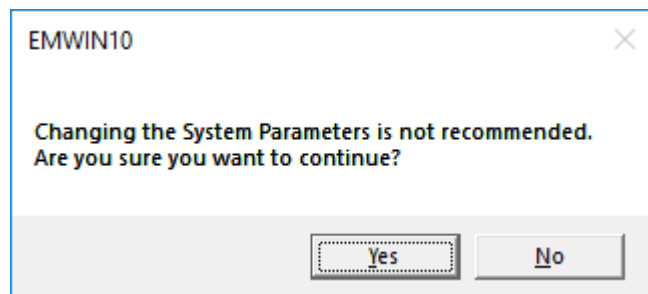 EMWIN10
Changing the System Parameters is not recommended.
Are you sure you want to continue?
Yes
No